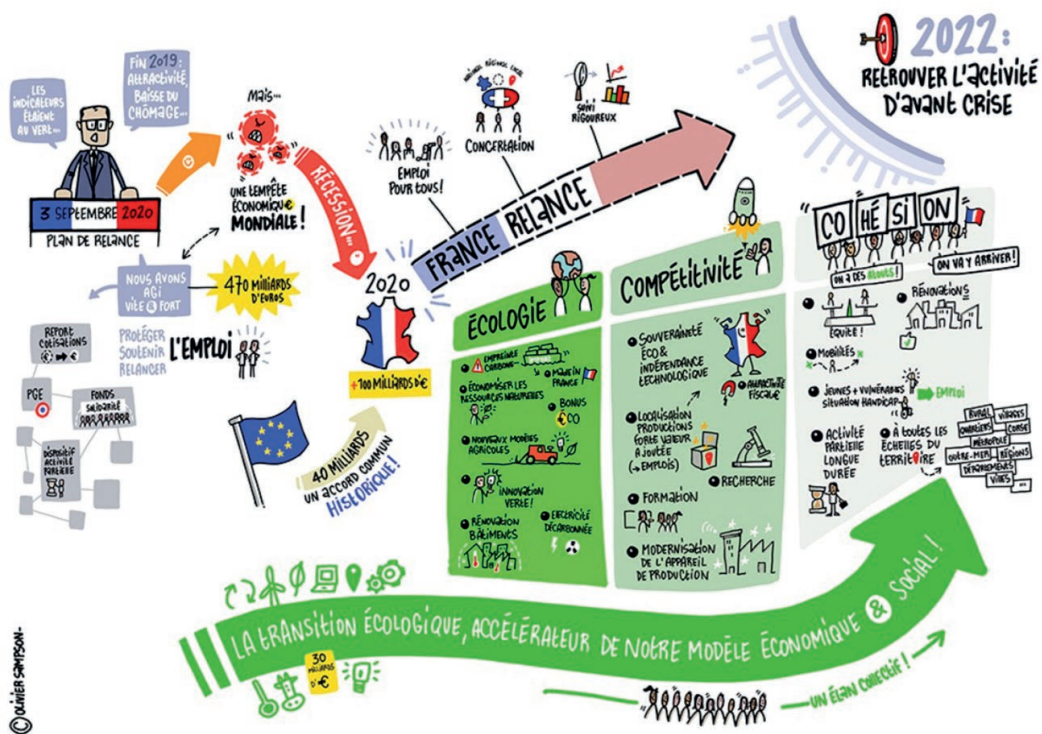 LES
INDICATEURS
ÉTAIENT
AU VERT...
FIN 2019 :
ATTRACTIVITÉ,
BAISSE DU
CHÔMAGE...
3 SEPTEMBRE 2020
PLAN DE RELANCE
MAIS...
UNE TEMPÊTE
ÉCONOMIQU€
MONDIALE !
RÉCESSION...
NOUS AVONS
AGI
VITE & FORT
470 MILLIARDS
D'EUROS
PROTÉGER
SOUTENIR
RELANCER
L'EMPLOI
REPORT
COTISATIONS
PGE
FONDS
SOLIDARITÉ
DISPOSITIF
ACTIVITÉ
PARTIELLE
2020
+100 MILLIARDS D'€
40 MILLIARDS
UN ACCORD COMMUN
HISTORIQUE !
FRANCE RELANCE
EMPLOI
POUR TOUS !
CONCERTATION
SUIVI
RIGOUREUX
2022 :
RETROUVER L'ACTIVITÉ
D'AVANT CRISE
ÉCOLOGIE
EMPREINTE
CARBONE
MADE IN
FRANCE
ÉCONOMISER LES
RESSOURCES NATURELLES
BONUS
€CO
NOUVEAUX MODÈLES
AGRICOLES
INNOVATION
VERTE !
RÉNOVATION
BÂTIMENTS
ELECTRICITÉ
DÉCARBONNÉE
COMPÉTITIVITÉ
SOUVERAINETÉ
ÉCO &
INDÉPENDANCE
TECHNOLOGIQUE
ATTRACTIVITÉ
FISCALE
LOCALISATION
PRODUCTIONS
FORTE VALEUR
AJOUTÉE
(→ EMPLOIS)
RECHERCHE
FORMATION
MODERNISATION
DE L'APPAREIL
DE PRODUCTION
"COHÉSION
ON A DES ATOUTS !
ON VA Y ARRIVER !
ÉQUITÉ !
RÉNOVATIONS
MOBILITÉS
JEUNES + VULNÉRABLES
SITUATION HANDICAP
EMPLOI
ACTIVITÉ
PARTIELLE
LONGUE
DURÉE
À TOUTES LES
ÉCHELLES DU
TERRITOIRE
RURAL
VILLAGES
QUARTIERS
CORSE
MÉTROPOLE
OUTRE-MER
RÉGIONS
DÉPARTEMENTS
VILLES
...
LA TRANSITION ÉCOLOGIQUE, ACCÉLÉRATEUR DE NOTRE MODÈLE ÉCONOMIQUE & SOCIAL !
30
MILLIARDS
D'€
UN ÉLAN COLLECTIF !
© OLIVIER SAMPSON-